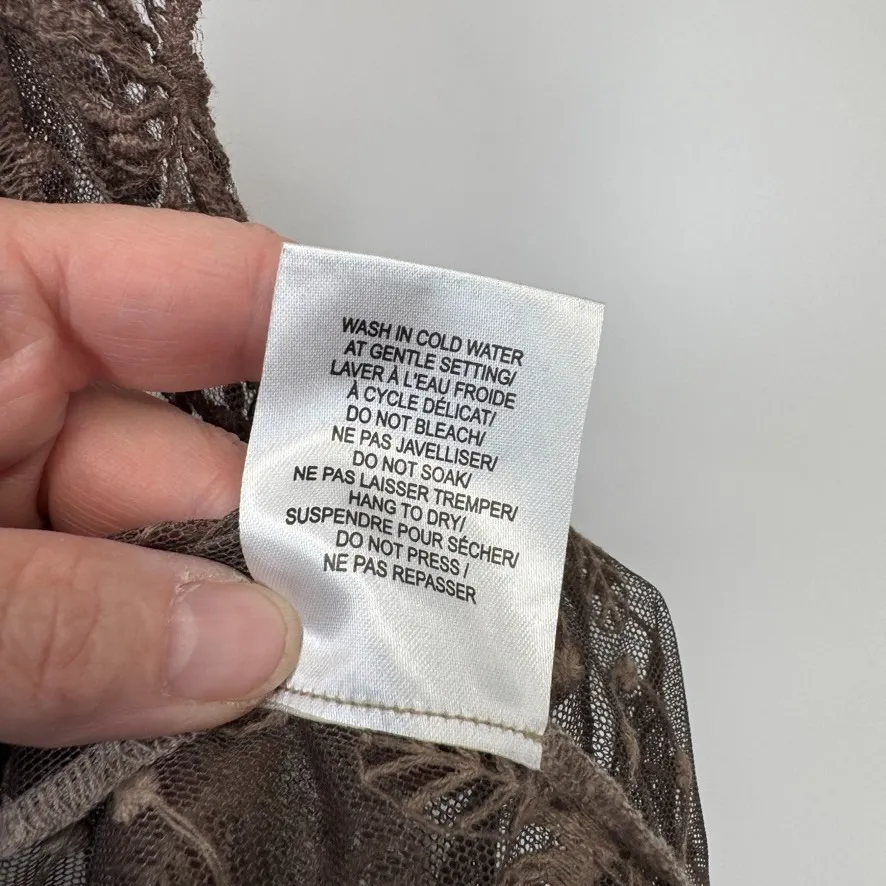 WASH IN COLD WATER
AT GENTLE SETTING/
LAVER À L'EAU FROIDE
À CYCLE DÉLICAT/
DO NOT BLEACH/
NE PAS JAVELLISER/
DO NOT SOAK/
NE PAS LAISSER TREMPER/
HANG TO DRY/
SUSPENDRE POUR SÉCHER/
DO NOT PRESS /
NE PAS REPASSER